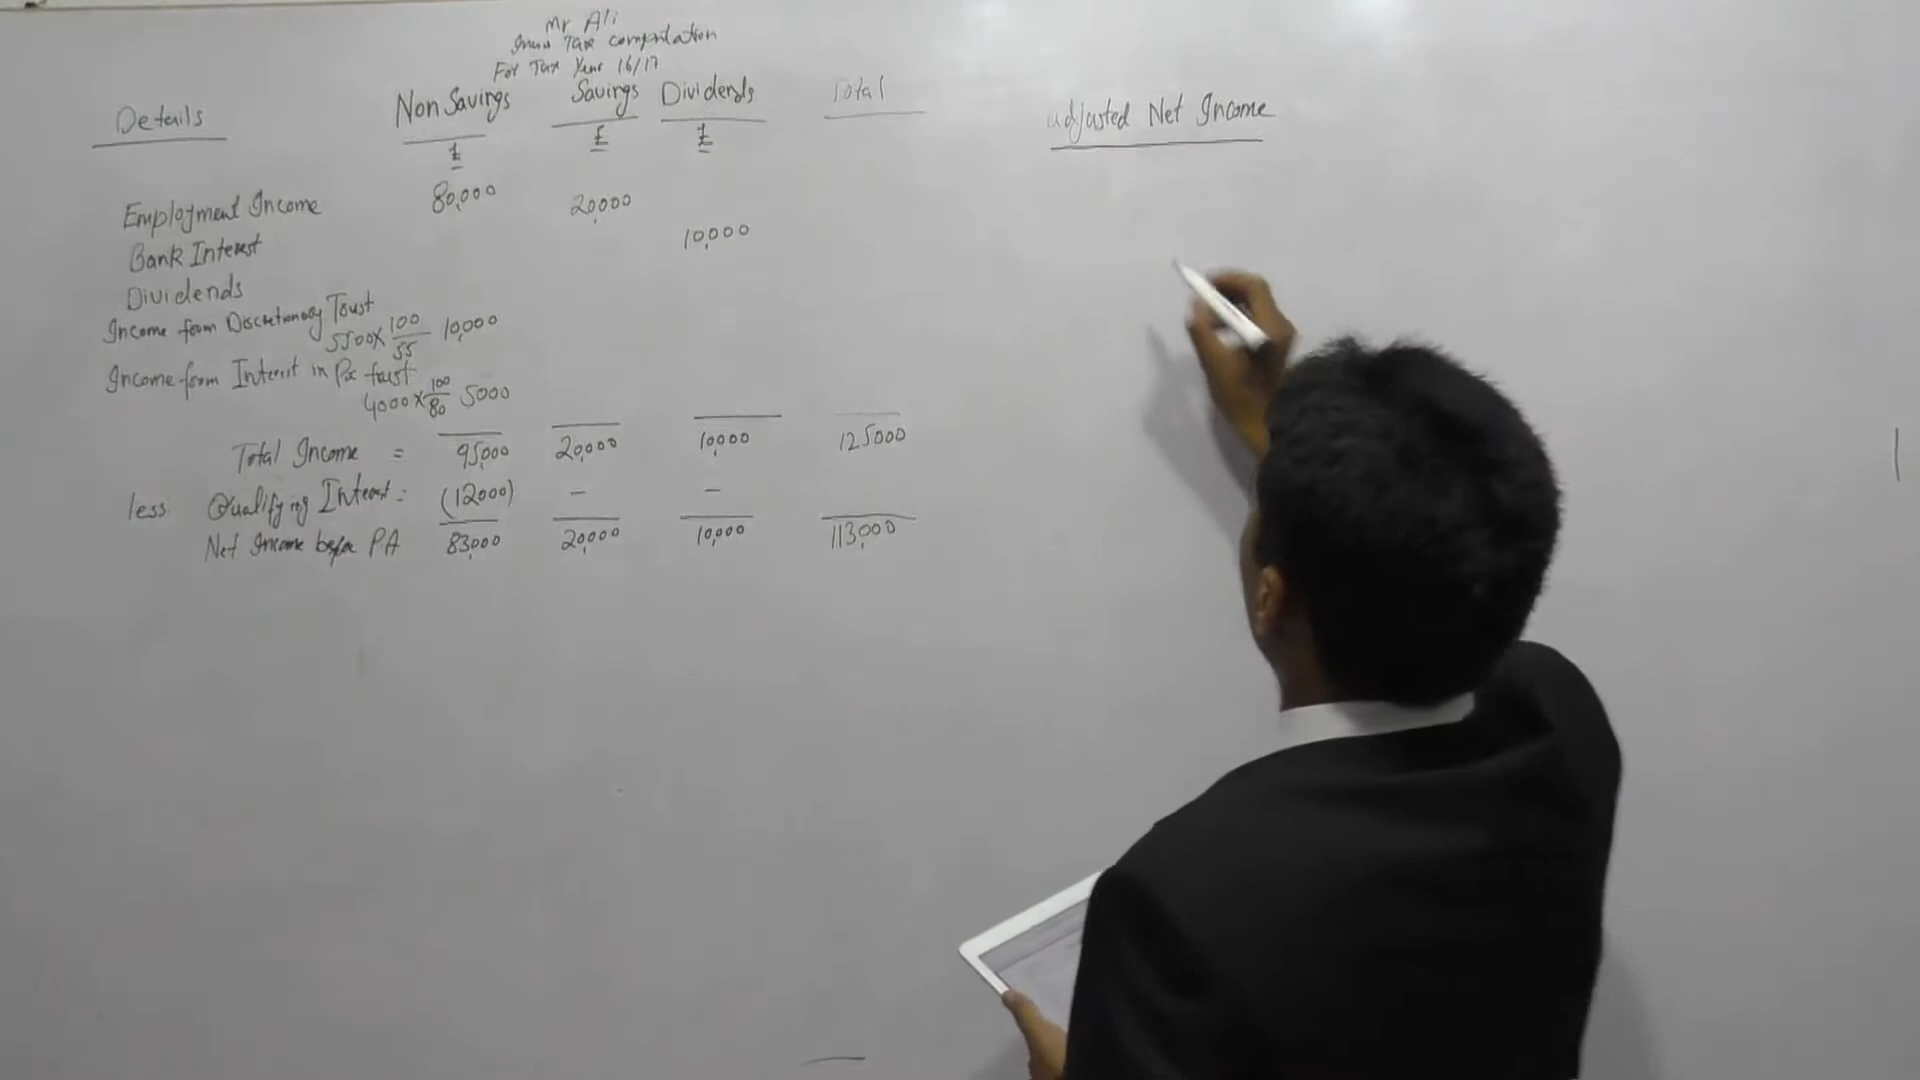 Mr Ali
Tax computation
For Tax Year 16/17
Details Non Savings Savings Dividends Total
£ £ £
Employment Income 80,000 20,000
Bank Interest 10,000
Dividends
Income from Discretionary Trust
5500 x 100/55 10,000
Income from Interest in trust
4000 x 100/80 5000
Total Income = 95,000 20,000 10,000 125000
less: Qualifying Interest = (12000) - -
Net Income before P.A 83,000 20,000 10,000 113,000
adjusted Net Income